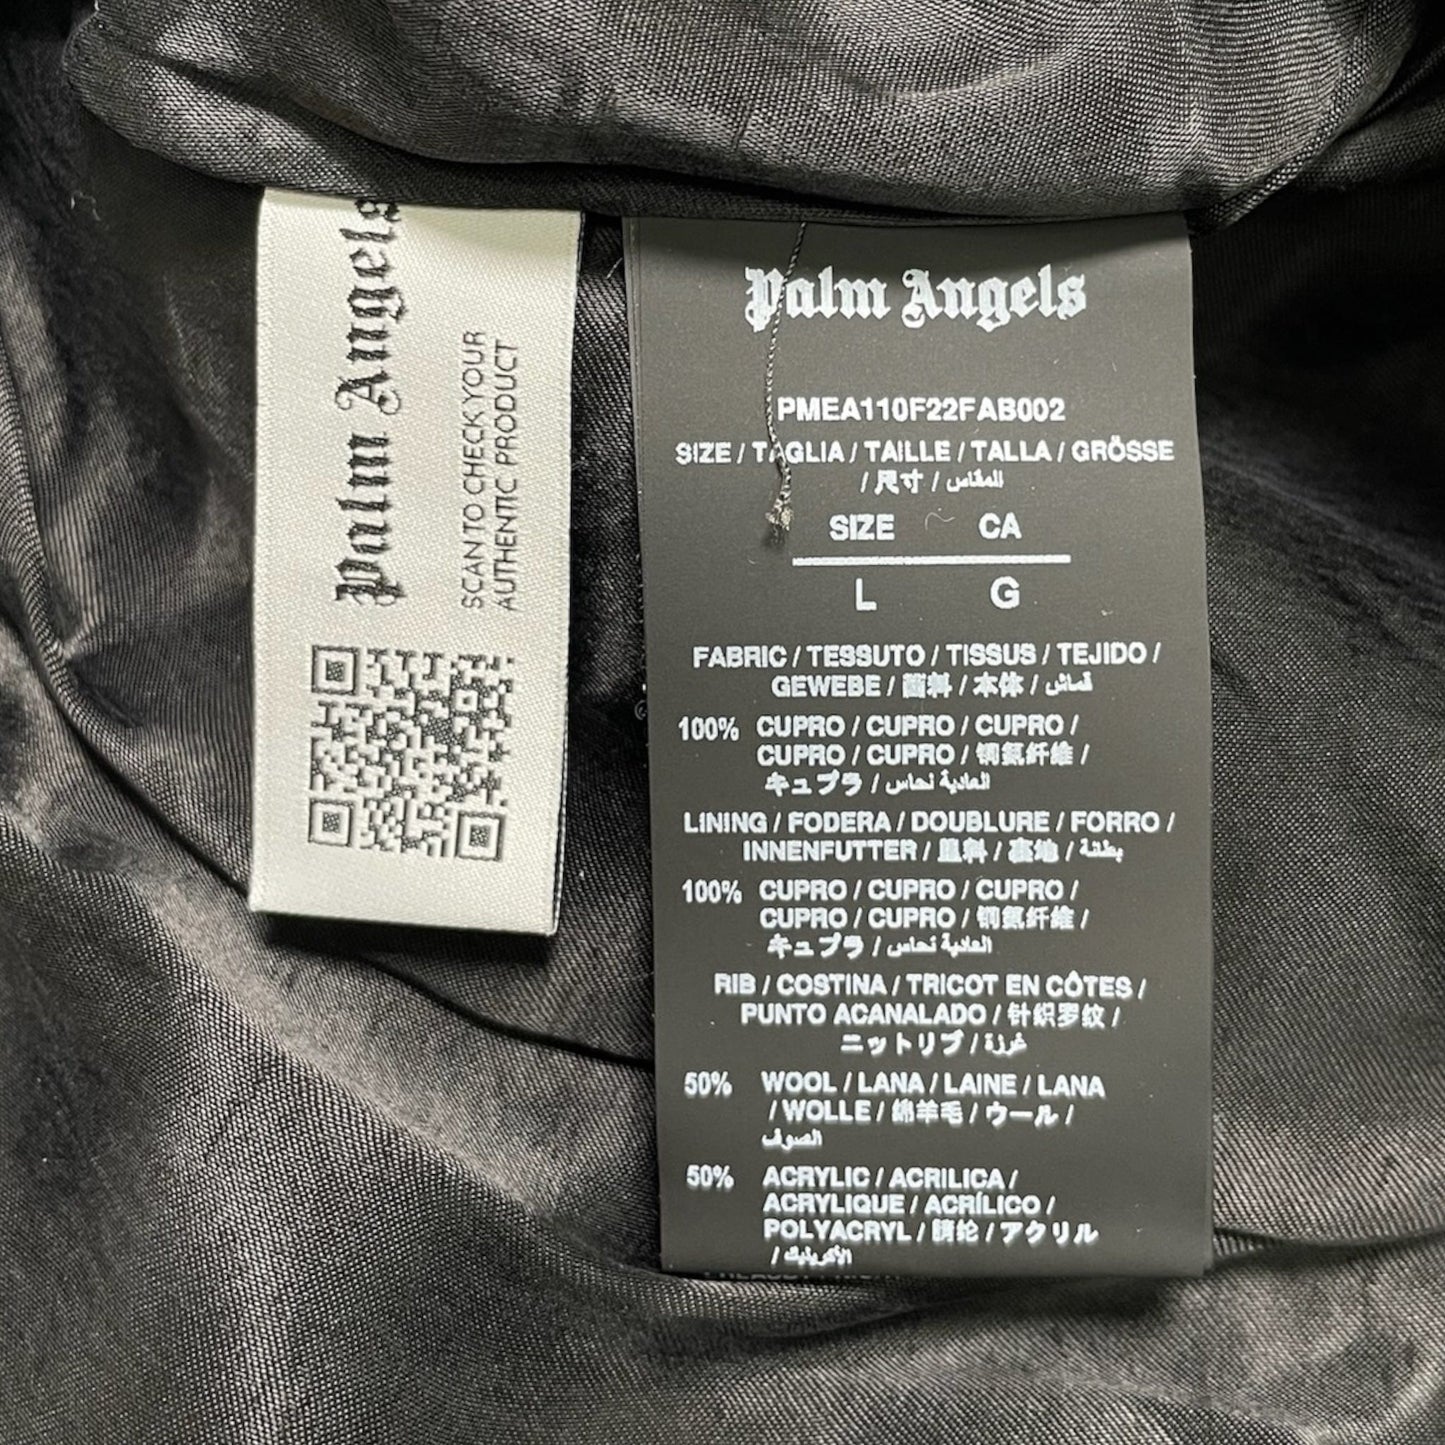 Palm Angels
SCAN TO CHECK YOUR
AUTHENTIC PRODUCT
Palm Angels
PMEA110F22FAB002
SIZE / TAGLIA / TAILLE / TALLA / GRÖSSE
/ 尺寸 / المقاس
SIZE CA
L G
FABRIC / TESSUTO / TISSUS / TEJIDO /
GEWEBE / 面料 / 本体 / قماش
100% CUPRO / CUPRO / CUPRO /
CUPRO / CUPRO / 铜氨纤维 /
キュプラ / العادية نحاس
LINING / FODERA / DOUBLURE / FORRO /
INNENFUTTER / 里料 / 裏地 / بطانة
100% CUPRO / CUPRO / CUPRO /
CUPRO / CUPRO / 铜氨纤维 /
キュプラ / العادية نحاس
RIB / COSTINA / TRICOT EN CÔTES /
PUNTO ACANALADO / 针织罗纹 /
ニットリブ / غرزة
50% WOOL / LANA / LAINE / LANA
/ WOLLE / 绵羊毛 / ウール /
الصوف
50% ACRYLIC / ACRILICA /
ACRYLIQUE / ACRÍLICO /
POLYACRYL / 腈纶 / アクリル
/ الأكريليك